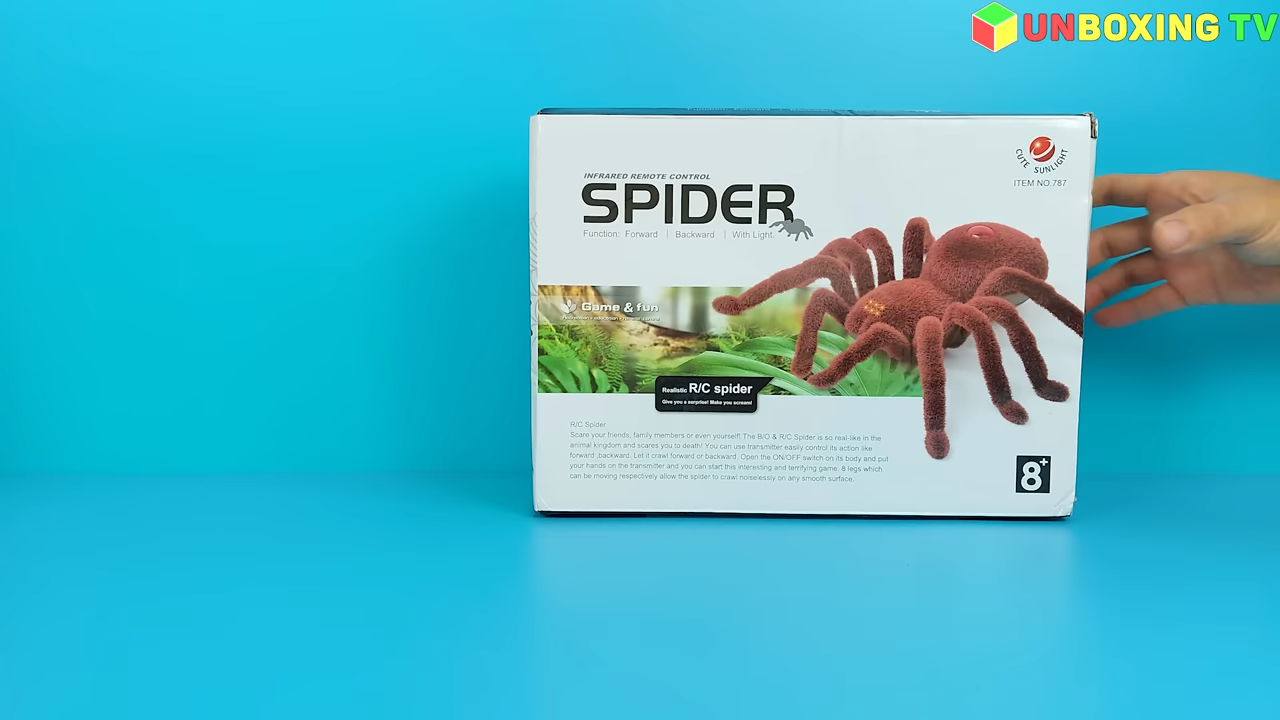 UNBOXING TV
CUTE SUNLIGHT
ITEM NO.787
INFRARED REMOTE CONTROL
SPIDER
Function: Forward | Backward | With Light.
Game & fun
Realistic R/C spider
Give you a surprise! Make you scream!
R/C Spider
Scare your friends, family members or even yourself! The B/O & R/C Spider is so real-like in the
animal kingdom and scares you to death! You can use transmitter easily control its action like
forward ,backward. Let it crawl forward or backward. Open the ON/OFF switch on its body and put
your hands on the transmitter and you can start this interesting and terrifying game. 8 legs which
can be moving respectively allow the spider to crawl noiselessly on any smooth surface.
8+